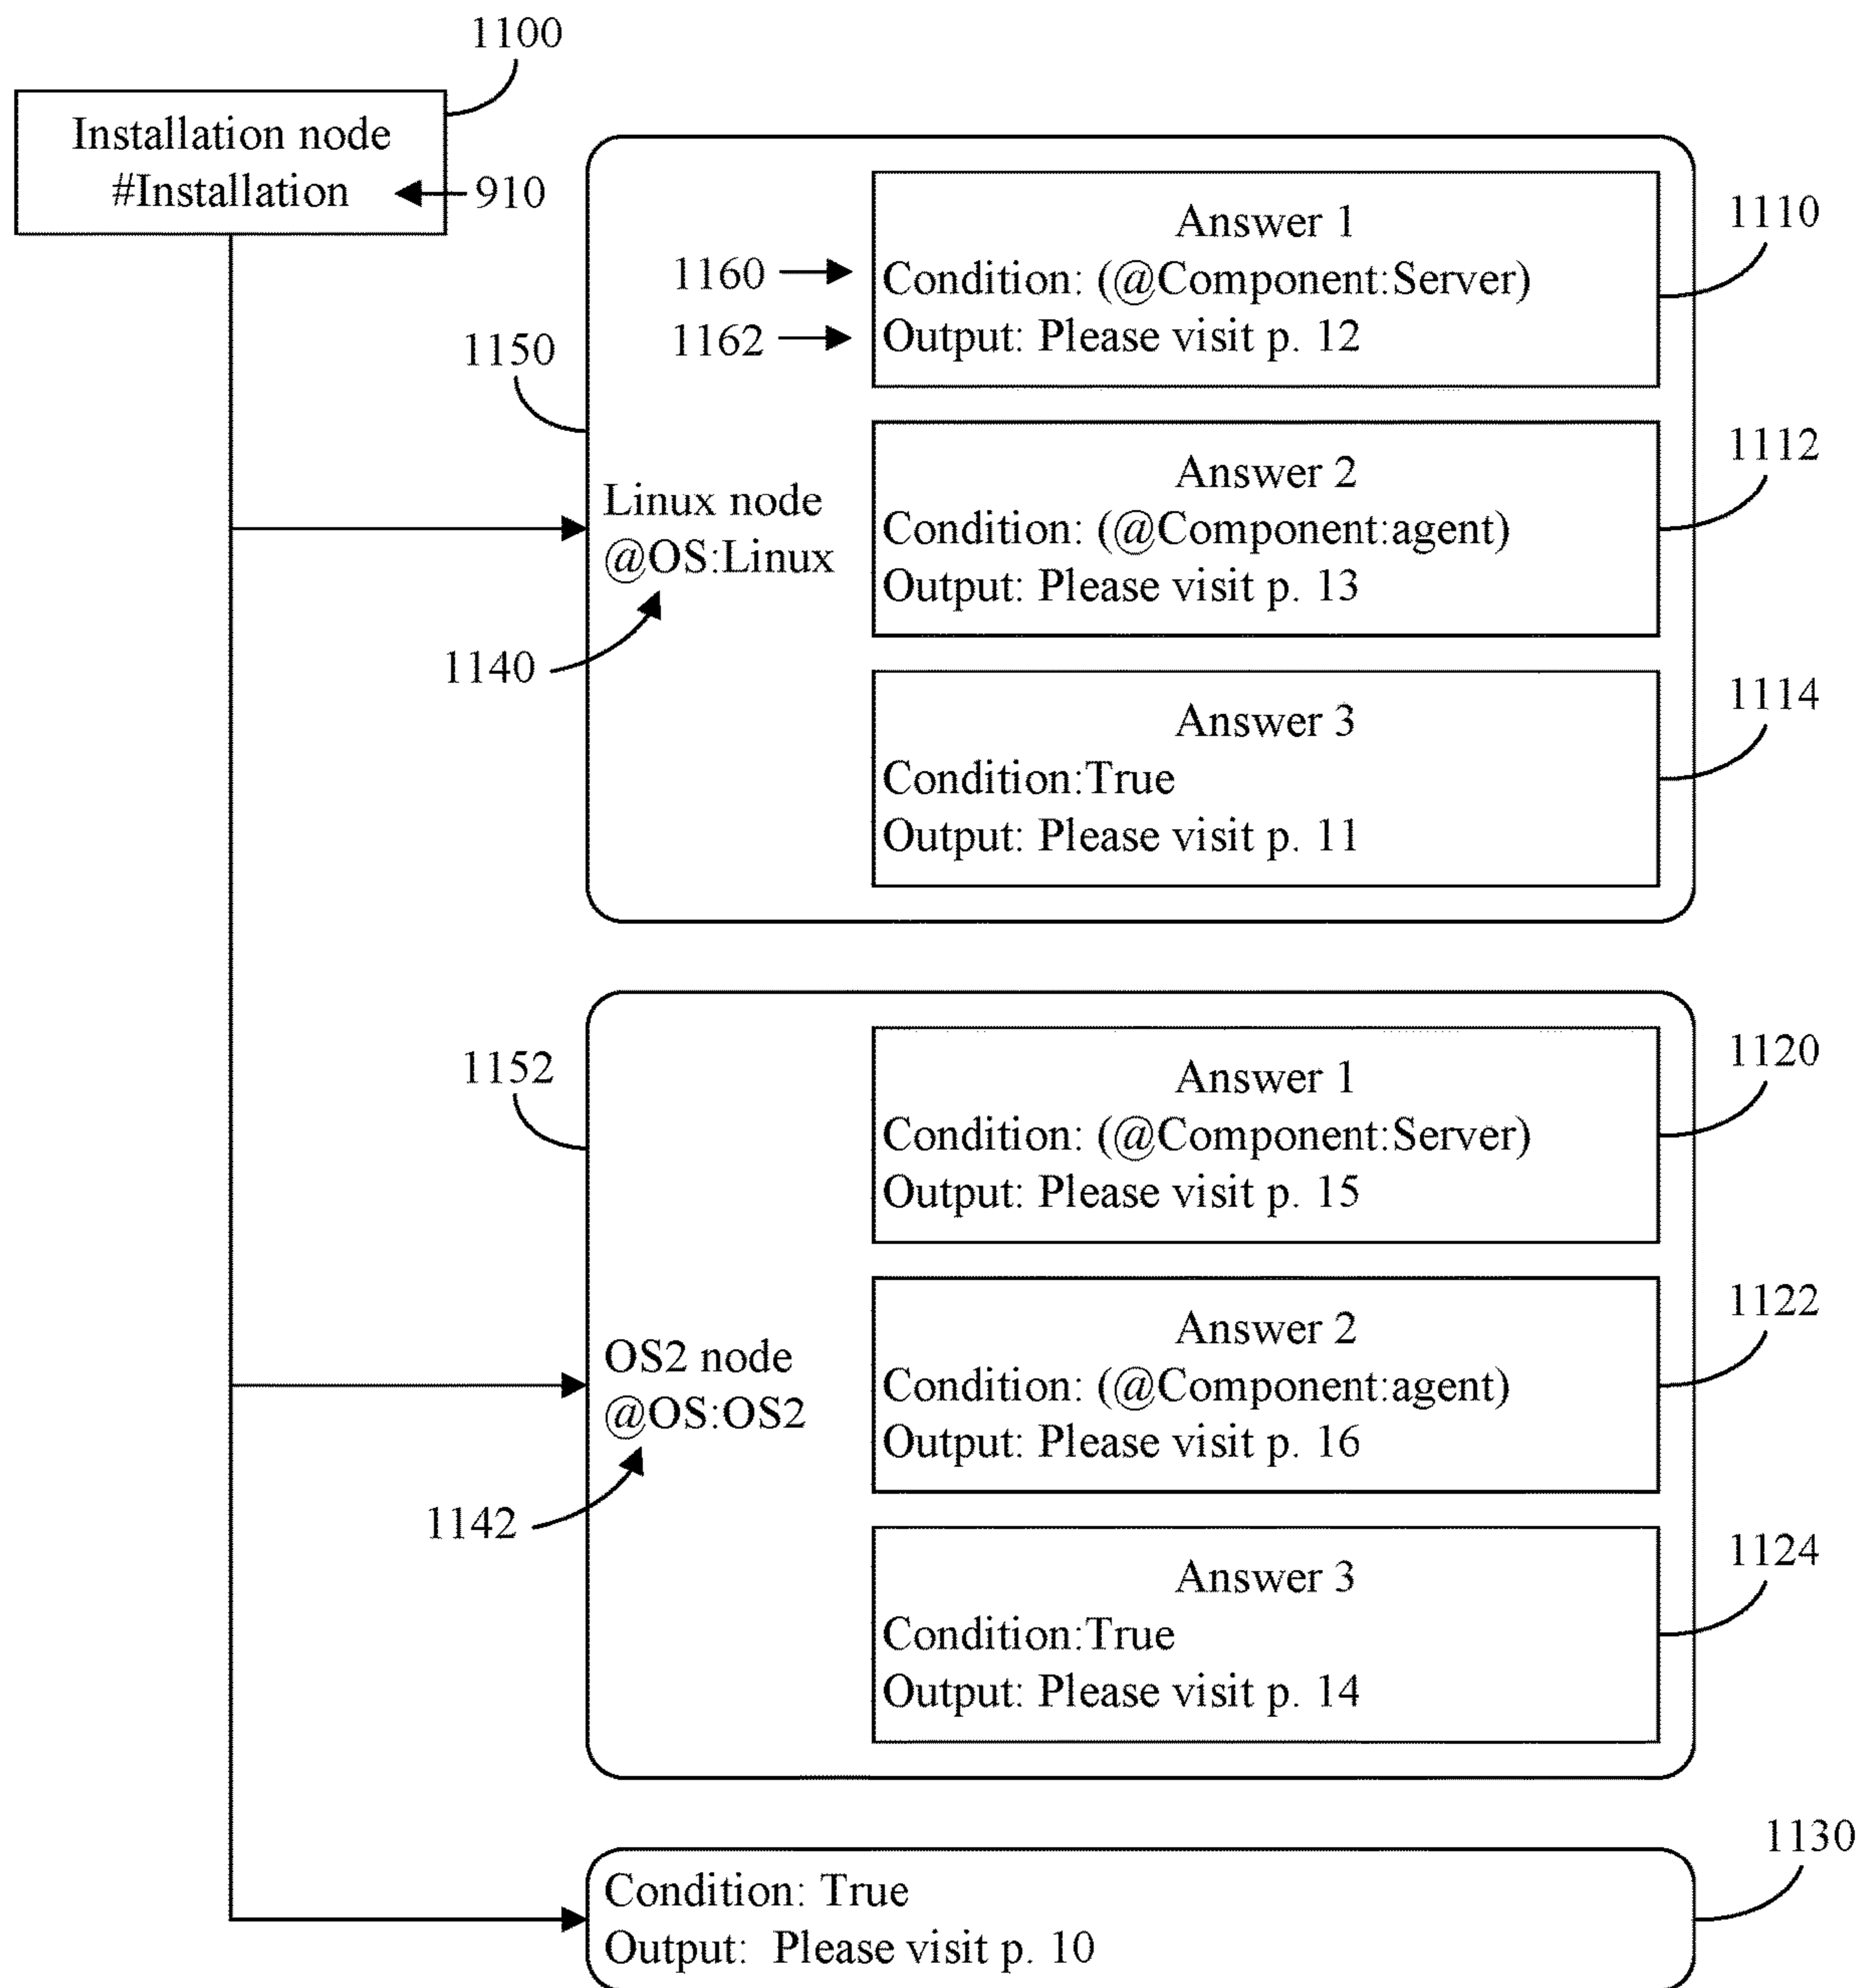 1100
Installation node
#Installation
910
1150
Linux node
@OS:Linux
1140
1160
1162
Answer 1
Condition: (@Component:Server)
Output: Please visit p. 12
1110
Answer 2
Condition: (@Component:agent)
Output: Please visit p. 13
1112
Answer 3
Condition:True
Output: Please visit p. 11
1114
1152
OS2 node
@OS:OS2
1142
Answer 1
Condition: (@Component:Server)
Output: Please visit p. 15
1120
Answer 2
Condition: (@Component:agent)
Output: Please visit p. 16
1122
Answer 3
Condition:True
Output: Please visit p. 14
1124
Condition: True
Output: Please visit p. 10
1130